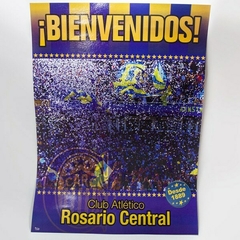 ¡BIENVENIDOS!
Desde
1889
Club Atlético
Rosario Central